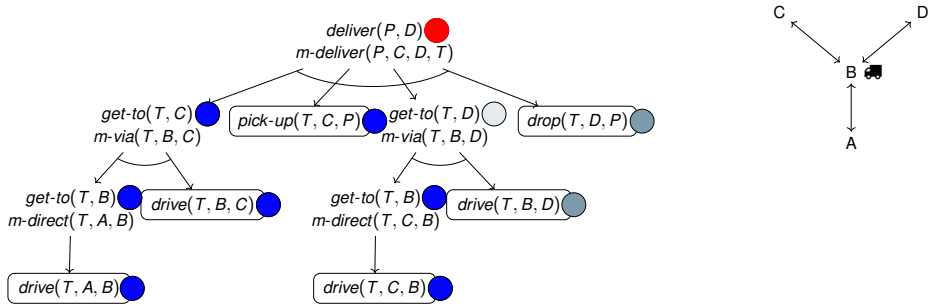 deliver(P, D)
m-deliver(P, C, D, T)
get-to(T, C)
m-via(T, B, C)
pick-up(T, C, P)
get-to(T, D)
m-via(T, B, D)
drop(T, D, P)
get-to(T, B)
m-direct(T, A, B)
drive(T, B, C)
get-to(T, B)
m-direct(T, C, B)
drive(T, B, D)
drive(T, A, B)
drive(T, C, B)
C
D
B
A